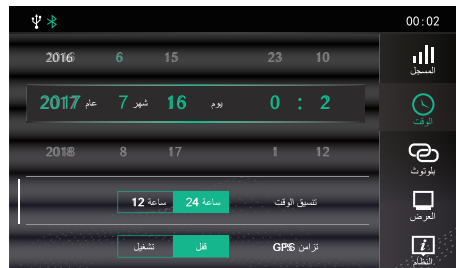 00:02
2016 6 15 23 10
2017 عام 7 شهر 16 يوم 0 : 2
2018 8 17 1 12
تنسيق الوقت 24 ساعة 12 ساعة
تزامن GPS قفل تشغيل
المسجل
الوقت
بلوتوث
العرض
النظام